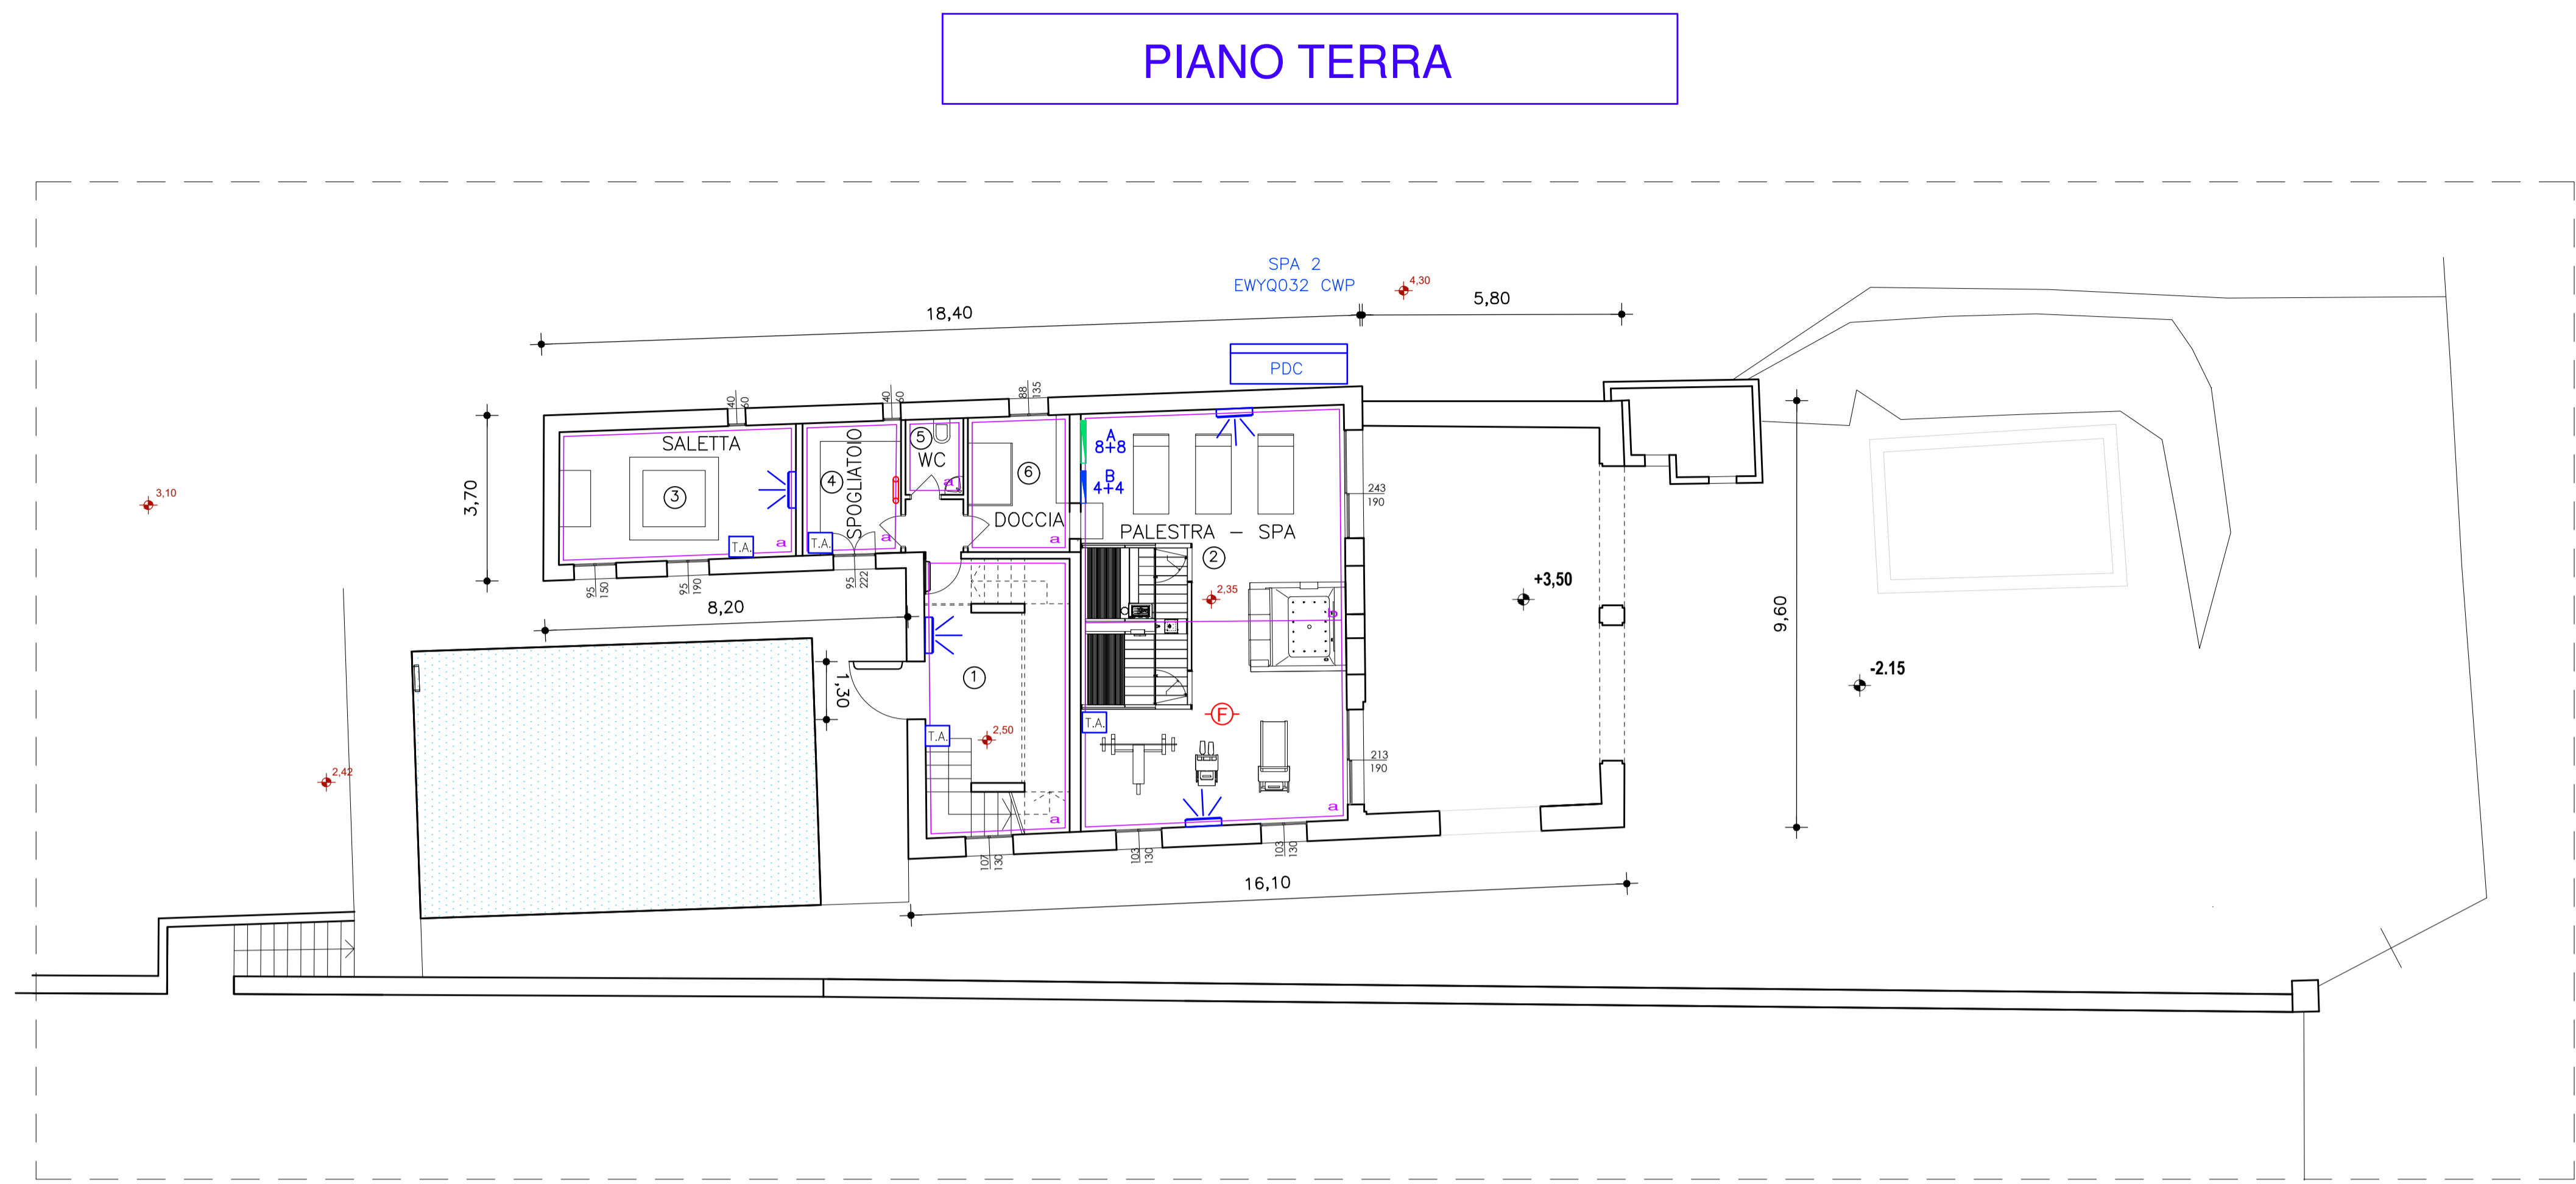 PIANO TERRA
SPA 2
EWYQ032 CWP
4,30
5,80
18,40
PDC
40
60
40
60
88
135
3,70
3,10
SALETTA
3
T.A.
a
SPOGLIATOIO
4
T.A.
a
5
WC
a
6
DOCCIA
a
A
8+8
B
4+4
PALESTRA - SPA
2
2,35
b
243
190
+3,50
9,60
-2.15
95
150
95
190
95
222
8,20
1,30
1
T.A.
2,50
a
T.A.
F
a
213
190
2,42
107
130
103
130
103
130
16,10